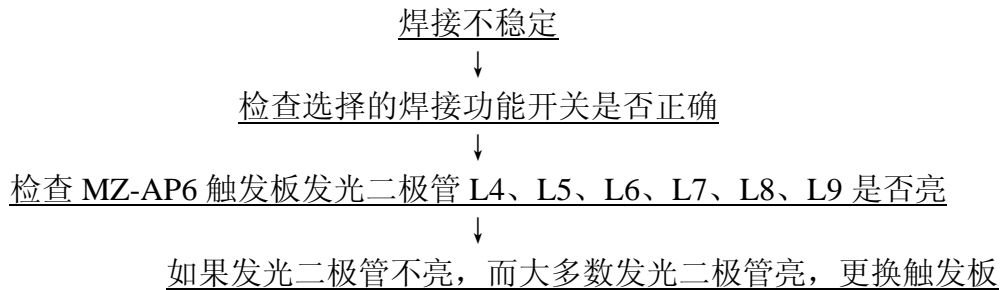 焊接不稳定
↓
检查选择的焊接功能开关是否正确
↓
检查 MZ-AP6 触发板发光二极管 L4、L5、L6、L7、L8、L9 是否亮
↓
如果发光二极管不亮，而大多数发光二极管亮，更换触发板